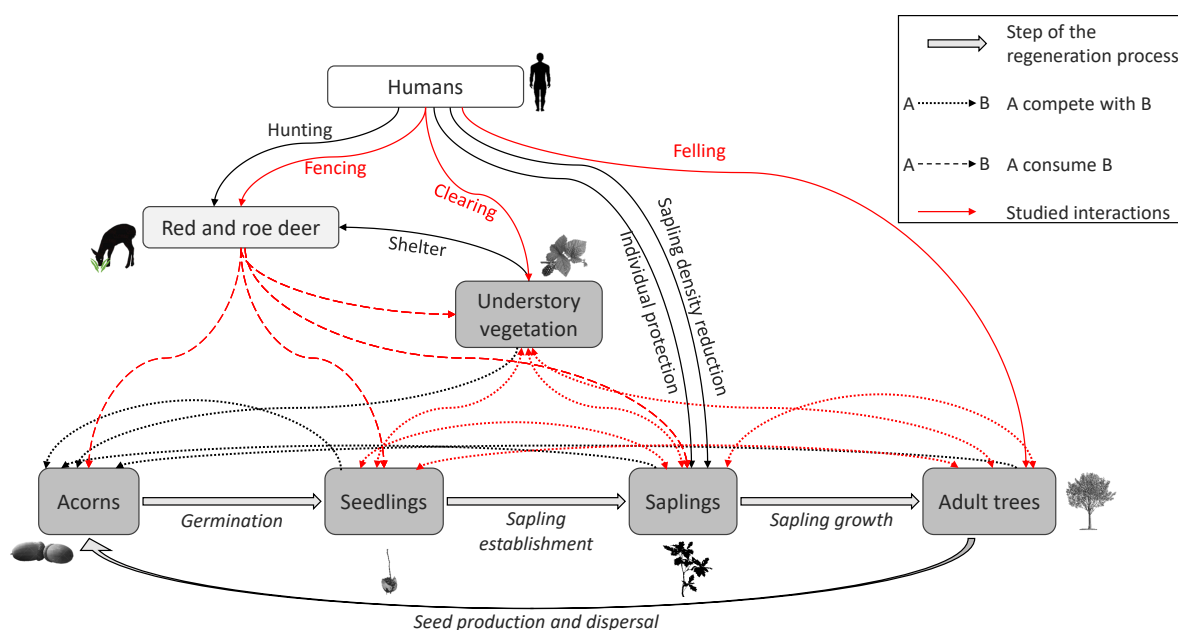 Step of the
regeneration process
A
B
A compete with B
A
B
A consume B
Studied interactions
Humans
Hunting
Fencing
Clearing
Felling
Sapling density reduction
Individual protection
Red and roe deer
Shelter
Understory
vegetation
Acorns
Germination
Seedlings
Sapling
establishment
Saplings
Sapling growth
Adult trees
Seed production and dispersal